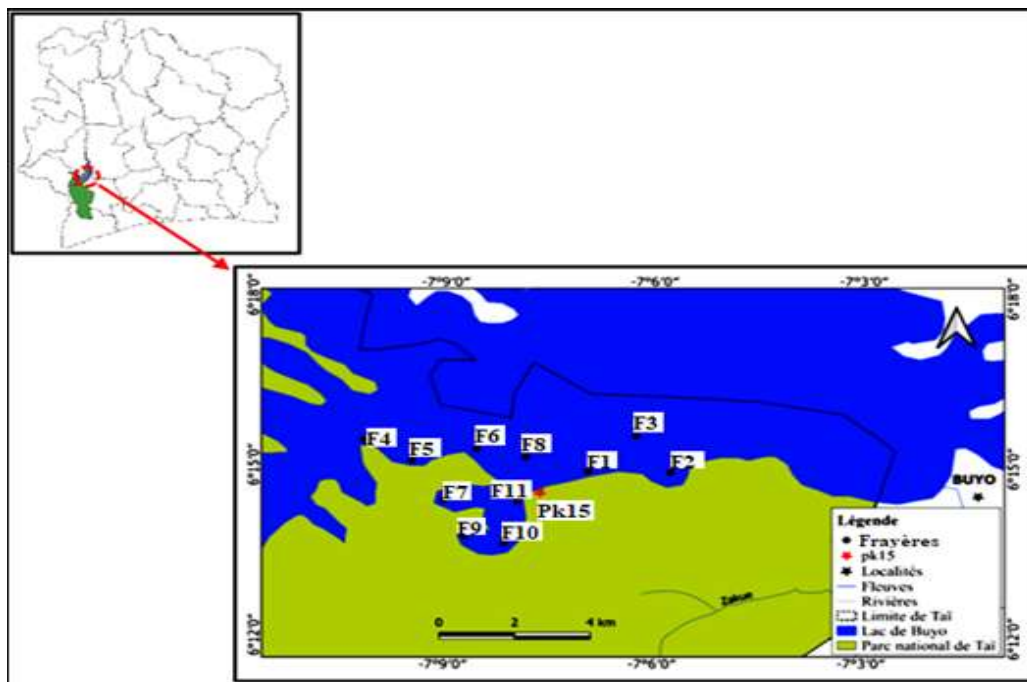 -7°9'0" -7°6'0" -7°3'0"
6°18'0" 6°18'0"
F3
F4 F5 F6 F8
F1 F2
6°15'0" 6°15'0"
BUYO
F7 F11
Pk15
F9 F10
Légende
Frayères
pk15
Localités
Fleuves
Rivières
Limite de Taï
Lac de Buyo
Parc national de Taï
Zakue
0 2 4 km
6°12'0" 6°12'0"
-7°9'0" -7°6'0" -7°3'0"